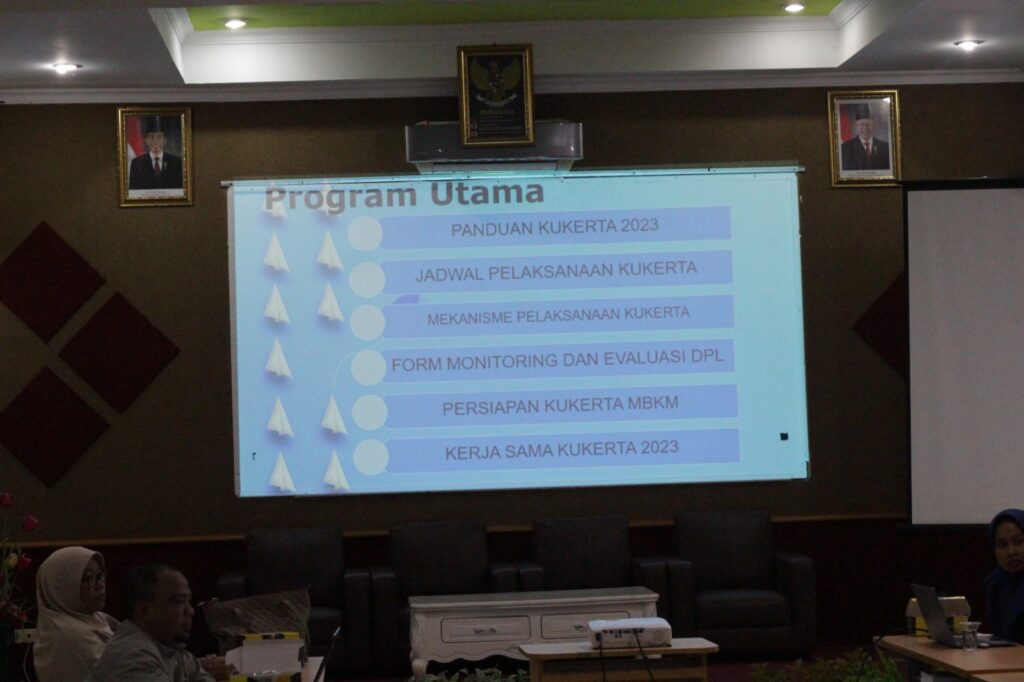 PANCASILA
Program Utama
PANDUAN KUKERTA 2023
JADWAL PELAKSANAAN KUKERTA
MEKANISME PELAKSANAAN KUKERTA
FORM MONITORING DAN EVALUASI DPL
PERSIAPAN KUKERTA MBKM
KERJA SAMA KUKERTA 2023